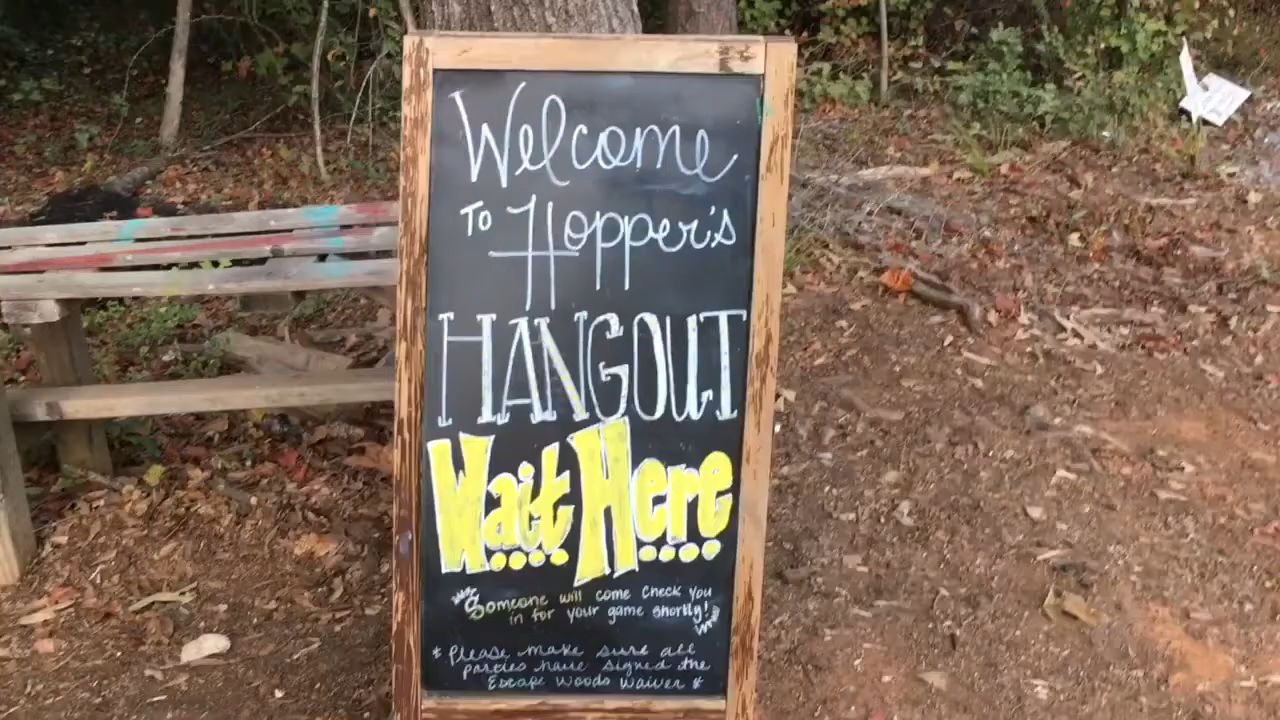 Welcome
To Hopper's
HANGOUT
Wait Here
Someone will come check you
in for your game shortly!
* Please make sure all
parties have signed the
Escape Woods Waiver *